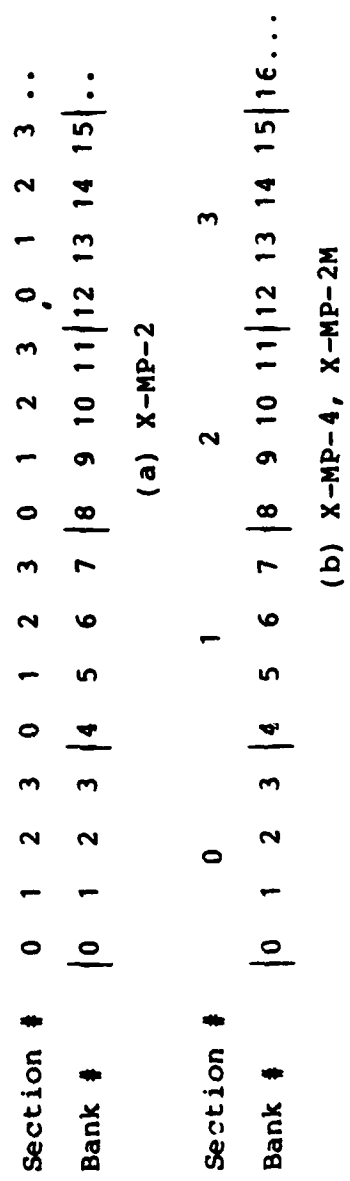 Section # 0 1 2 3 0 1 2 3 0 1 2 3 0 1 2 3 ..
Bank # |0 1 2 3 |4 5 6 7 |8 9 10 11|12 13 14 15|..
(a) X-MP-2
Section # 0 1 2 3
Bank # |0 1 2 3 |4 5 6 7 |8 9 10 11|12 13 14 15|16...
(b) X-MP-4, X-MP-2M